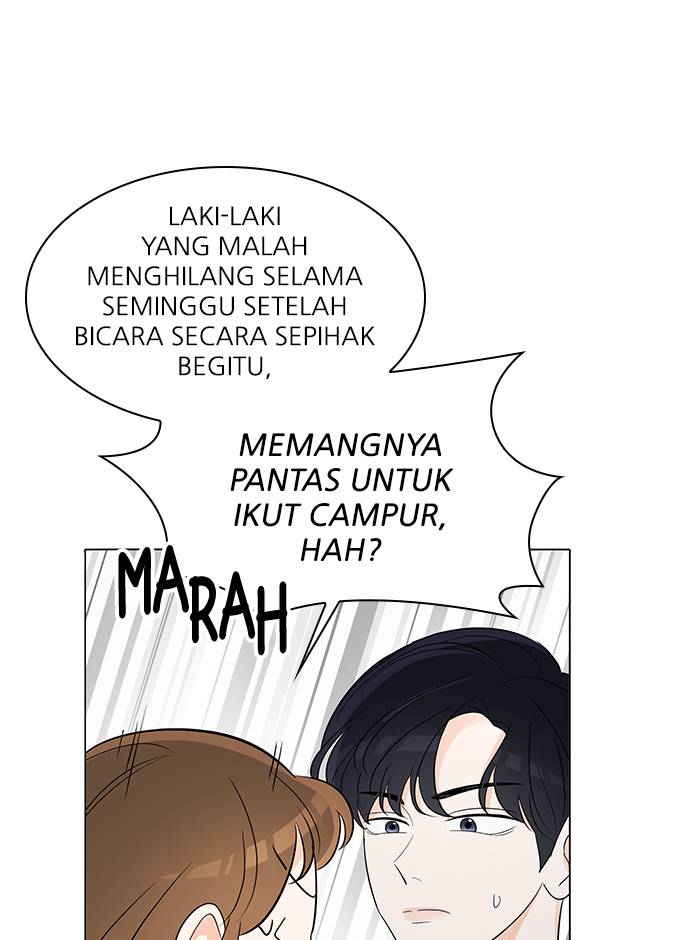 LAKI-LAKI
YANG MALAH
MENGHILANG SELAMA
SEMINGGU SETELAH
BICARA SECARA SEPIHAK
BEGITU,
MEMANGNYA
PANTAS UNTUK
IKUT CAMPUR,
HAH?
MARAH